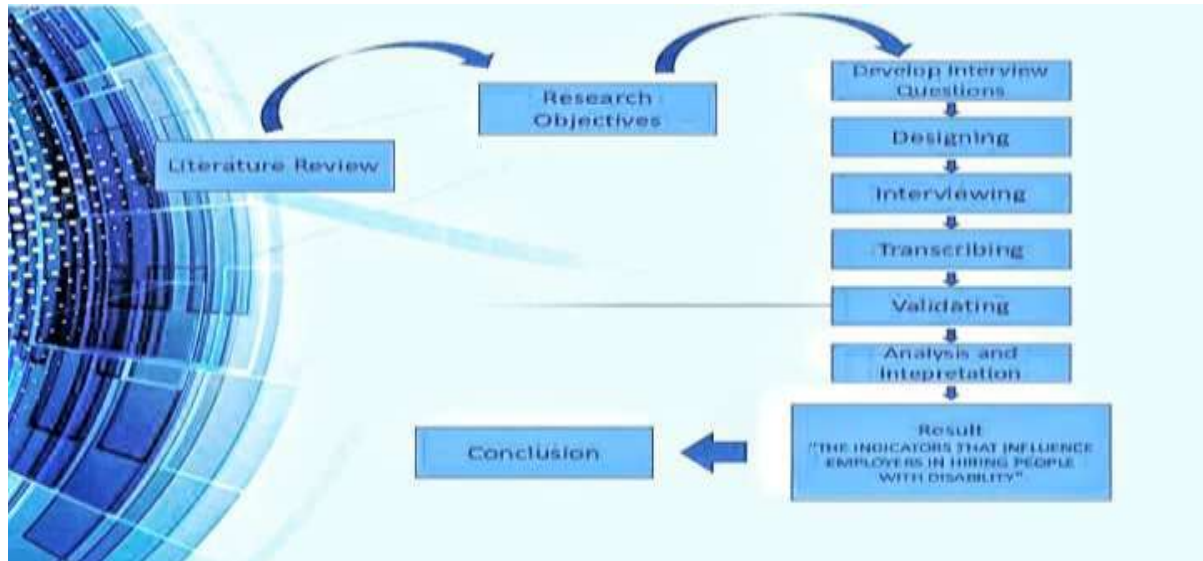 Literature Review
Research
Objectives
Develop Interview
Questions
Designing
Interviewing
Transcribing
Validating
Analysis and
Intepretation
Result
"THE INDICATORS THAT INFLUENCE
EMPLOYERS IN HIRING PEOPLE
WITH DISABILITY"
Conclusion